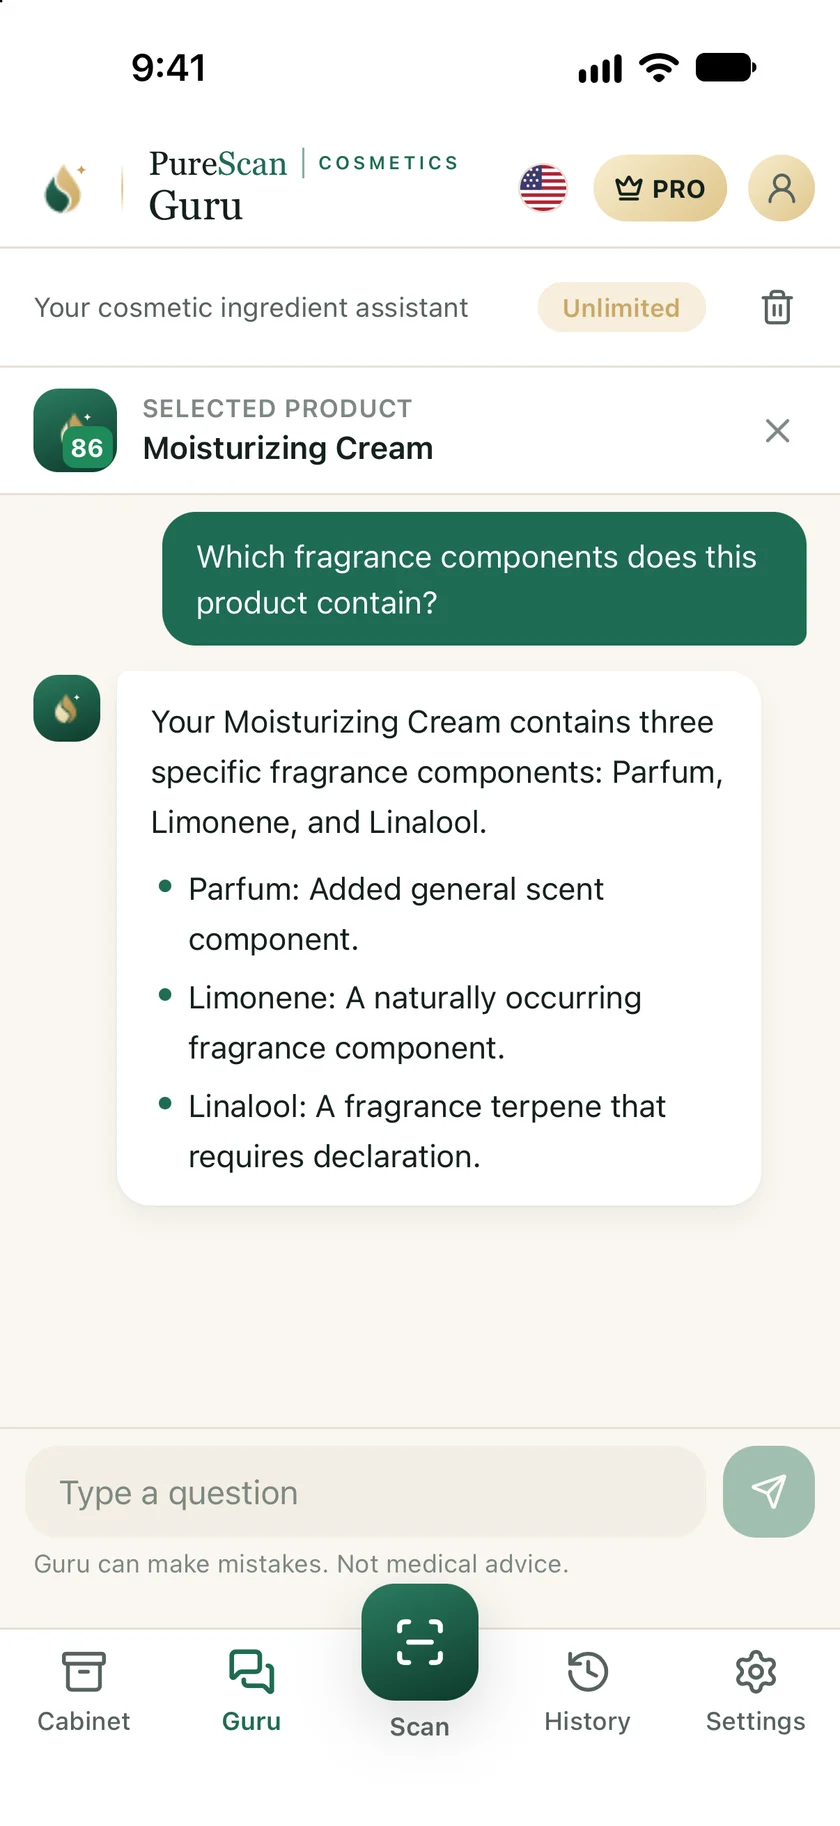 9:41
PureScan | COSMETICS
Guru
PRO
Your cosmetic ingredient assistant
Unlimited
SELECTED PRODUCT
86
Moisturizing Cream
Which fragrance components does this
product contain?
Your Moisturizing Cream contains three
specific fragrance components: Parfum,
Limonene, and Linalool.
• Parfum: Added general scent
component.
• Limonene: A naturally occurring
fragrance component.
• Linalool: A fragrance terpene that
requires declaration.
Type a question
Guru can make mistakes. Not medical advice.
Cabinet
Guru
Scan
History
Settings